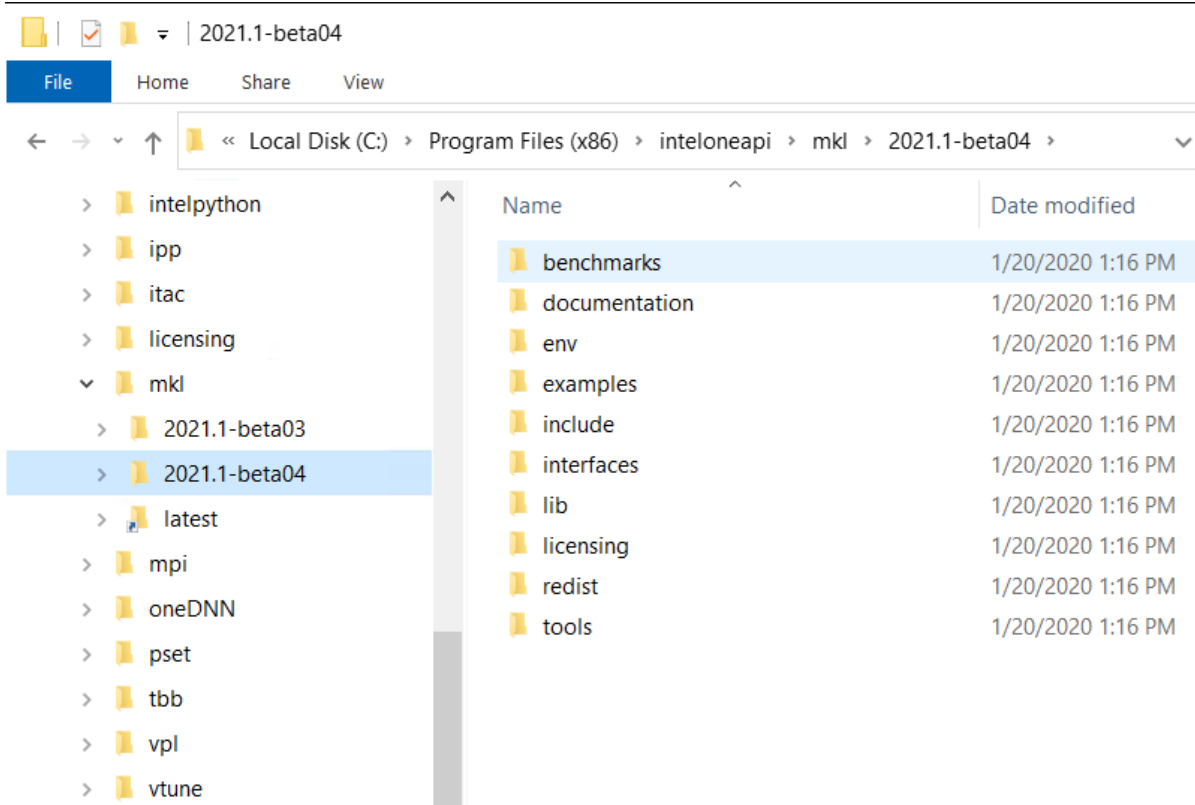 2021.1-beta04
File Home Share View
« Local Disk (C:) › Program Files (x86) › inteloneapi › mkl › 2021.1-beta04 ›
intelpython
ipp
itac
licensing
mkl
2021.1-beta03
2021.1-beta04
latest
mpi
oneDNN
pset
tbb
vpl
vtune
Name Date modified
benchmarks 1/20/2020 1:16 PM
documentation 1/20/2020 1:16 PM
env 1/20/2020 1:16 PM
examples 1/20/2020 1:16 PM
include 1/20/2020 1:16 PM
interfaces 1/20/2020 1:16 PM
lib 1/20/2020 1:16 PM
licensing 1/20/2020 1:16 PM
redist 1/20/2020 1:16 PM
tools 1/20/2020 1:16 PM